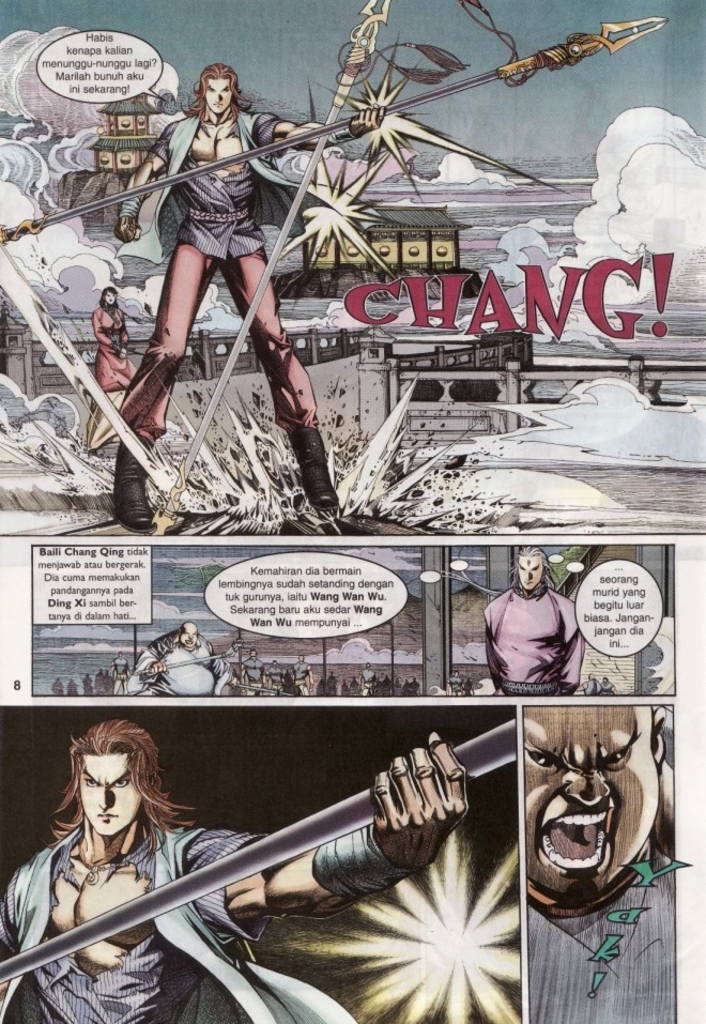 Habis
kenapa kalian
menunggu-nunggu lagi?
Marilah bunuh aku
ini sekarang!
CHANG!
Baili Chang Qing tidak
menjawab atau bergerak.
Dia cuma memakukan
pandangannya pada
Ding Xi sambil ber-
tanya di dalam hati...
Kemahiran dia bermain
lembingnya sudah setanding dengan
tuk gurunya, iaitu Wang Wan Wu.
Sekarang baru aku sedar Wang
Wan Wu mempunyai ...
...
seorang
murid yang
begitu luar
biasa. Jangan-
jangan dia
ini...
8
Yak!